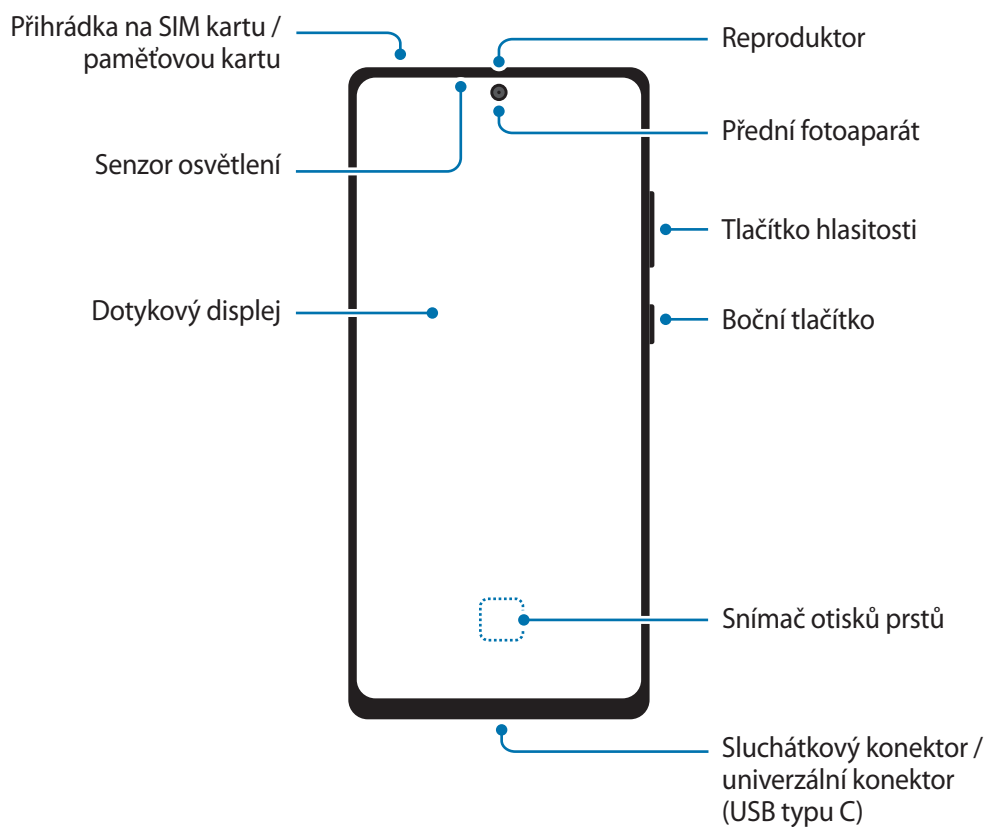 Přihrádka na SIM kartu /
paměťovou kartu
Senzor osvětlení
Dotykový displej
Reproduktor
Přední fotoaparát
Tlačítko hlasitosti
Boční tlačítko
Snímač otisků prstů
Sluchátkový konektor /
univerzální konektor
(USB typu C)